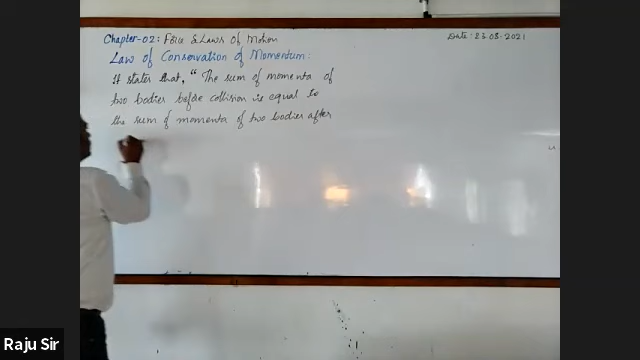 Chapter-02: Force & Laws Of Motion
Date: 23.08.2021
Law of Conservation of Momentum:
It states that, "The sum of momenta of
two bodies before collision is equal to
the sum of momenta of two bodies after
Raju Sir